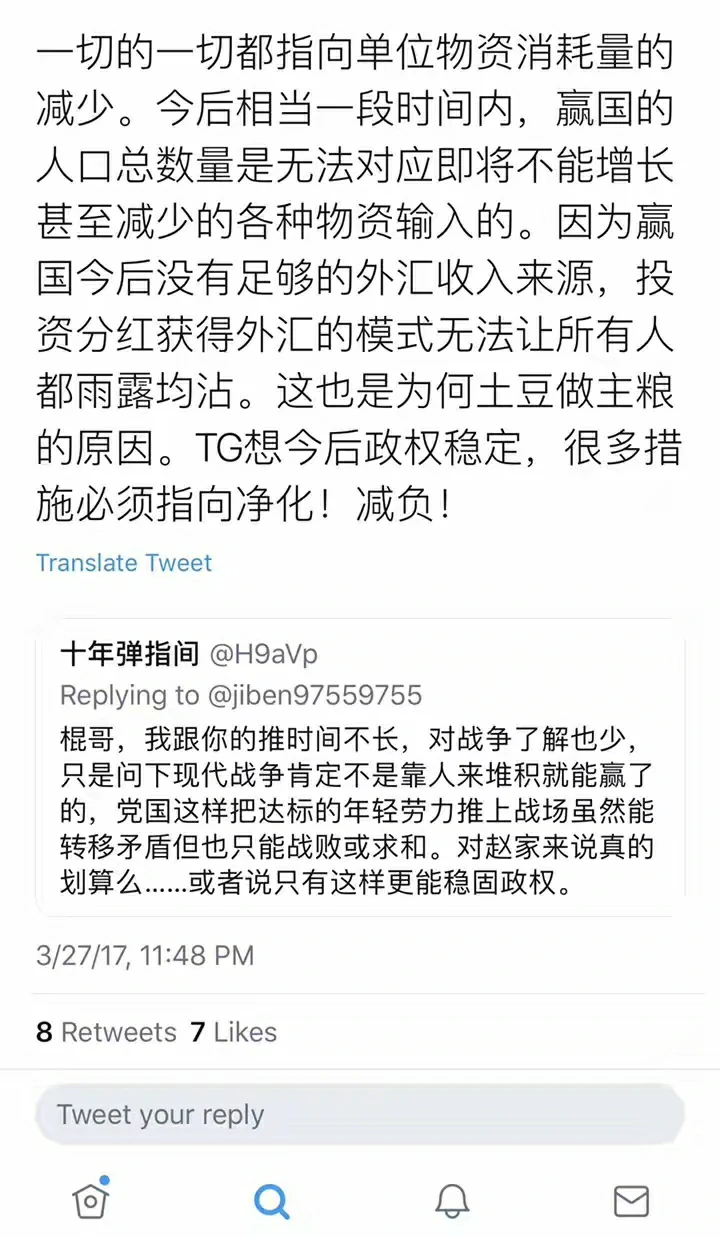 一切的一切都指向单位物资消耗量的
减少。今后相当一段时间内，赢国的
人口总数量是无法对应即将不能增长
甚至减少的各种物资输入的。因为赢
国今后没有足够的外汇收入来源，投
资分红获得外汇的模式无法让所有人
都雨露均沾。这也是为何土豆做主粮
的原因。TG想今后政权稳定，很多措
施必须指向净化！减负！
Translate Tweet
十年弹指间 @H9aVp
Replying to @jiben97559755
棍哥，我跟你的推时间不长，对战争了解也少，
只是问下现代战争肯定不是靠人来堆积就能赢了
的，党国这样把达标的年轻劳力推上战场虽然能
转移矛盾但也只能战败或求和。对赵家来说真的
划算么……或者说只有这样更能稳固政权。
3/27/17, 11:48 PM
8 Retweets 7 Likes
Tweet your reply